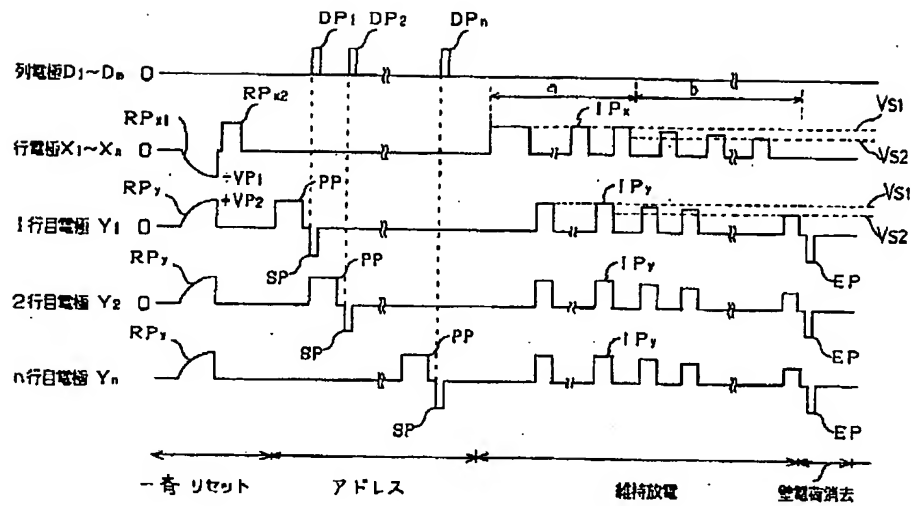 DP1 DP2 DPn
列電極D1~Dm 0
a b
RPx1 RPx2 IPx VS1
行電極X1~Xn 0
VS2
-VP1
+VP2
RPy PP IPy VS1
1行目電極 Y1 0
VS2
SP EP
RPy PP IPy
2行目電極 Y2 0
SP EP
RPy PP IPy
n行目電極 Yn
SP EP
一斉 リセット アドレス 維持放電 壁電荷消去